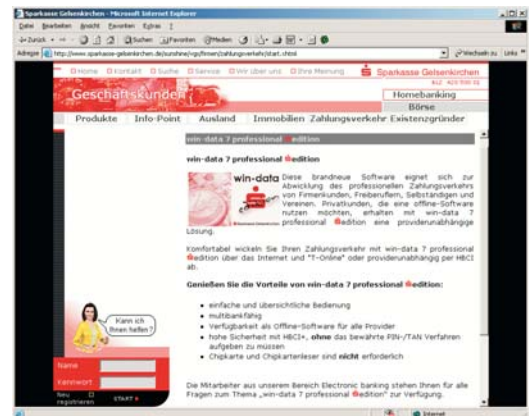 Sparkasse Gelsenkirchen - Microsoft Internet Explorer
Datei Bearbeiten Ansicht Favoriten Extras ?
Zurück Suchen Favoriten Medien
Adresse http://www.sparkasse-gelsenkirchen.de/sunshine/vgp/firmen/zahlungsverkehr/start.shtml Wechseln zu Links
Home Kontakt Suche Service Wir über uns Ihre Meinung Sparkasse Gelsenkirchen
BLZ 420 500 01
Geschäftskunden
Homebanking
Börse
Produkte Info-Point Ausland Immobilien Zahlungsverkehr Existenzgründer
win-data 7 professional edition
win-data 7 professional edition
win-data
Diese brandneue Software eignet sich zur
Abwicklung des professionellen Zahlungsverkehrs
von Firmenkunden, Freiberuflern, Selbständigen und
Vereinen. Privatkunden, die eine offline-Software
nutzen möchten, erhalten mit win-data 7
professional edition eine providerunabhängige
Lösung.
Komfortabel wickeln Sie Ihren Zahlungsverkehr mit win-data 7 professional
edition über das Internet und "T-Online" oder providerunabhängig per HBCI
ab.
Genießen Sie die Vorteile von win-data 7 professional edition:
einfache und übersichtliche Bedienung
multibankfähig
Verfügbarkeit als Offline-Software für alle Provider
hohe Sicherheit mit HBCI+, ohne das bewährte PIN-/TAN Verfahren
aufgeben zu müssen
Chipkarte und Chipkartenleser sind nicht erforderlich
Kann ich
Ihnen helfen?
Name
Kennwort
Neu
registrieren START
Die Mitarbeiter aus unserem Bereich Electronic banking stehen Ihnen für alle
Fragen zum Thema „win-data 7 professional edition" zur Verfügung.
Internet